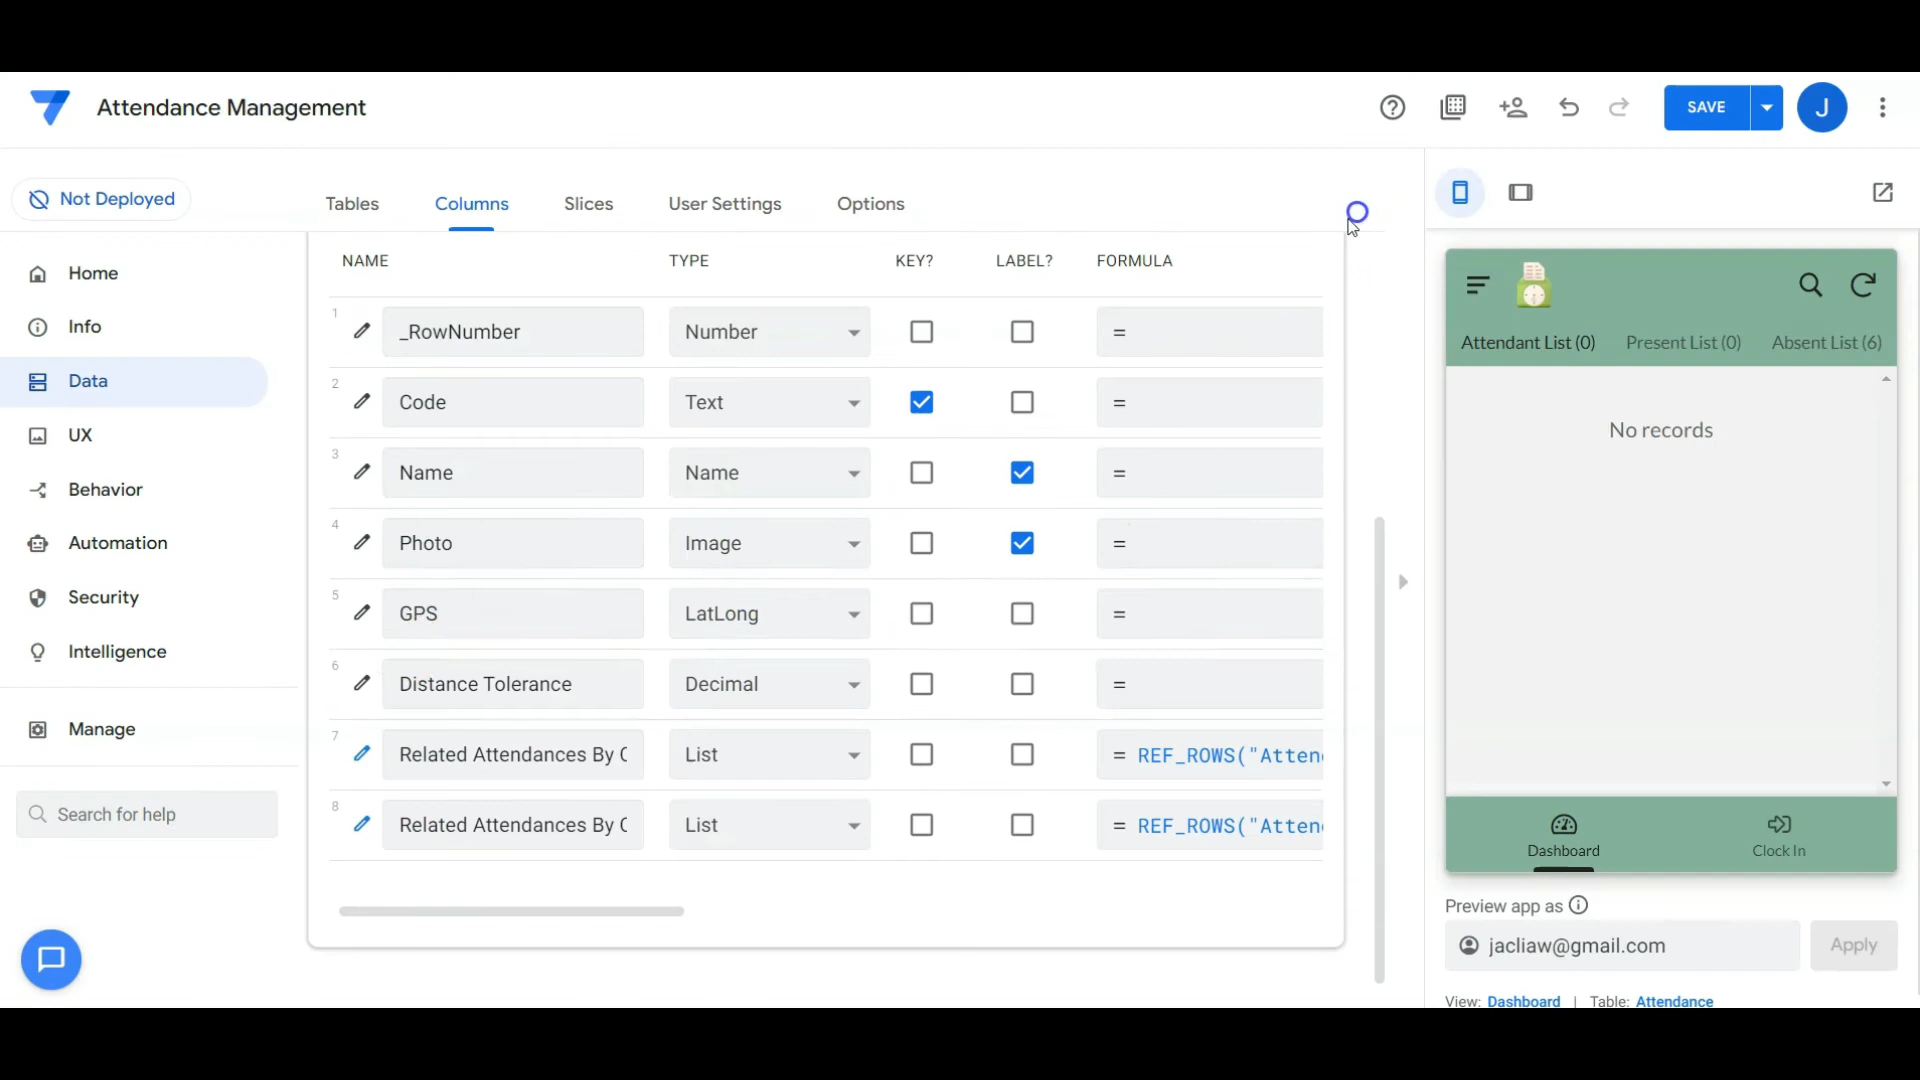 Attendance Management
SAVE
J
Not Deployed
Tables
Columns
Slices
User Settings
Options
Home
Info
Data
UX
Behavior
Automation
Security
Intelligence
Manage
Search for help
NAME TYPE KEY? LABEL? FORMULA
1 _RowNumber Number =
2 Code Text =
3 Name Name =
4 Photo Image =
5 GPS LatLong =
6 Distance Tolerance Decimal =
7 Related Attendances By C List = REF_ROWS("Atten
8 Related Attendances By C List = REF_ROWS("Atten
Attendant List (0) Present List (0) Absent List (6)
No records
Dashboard Clock In
Preview app as
jacliaw@gmail.com
Apply
View: Dashboard | Table: Attendance